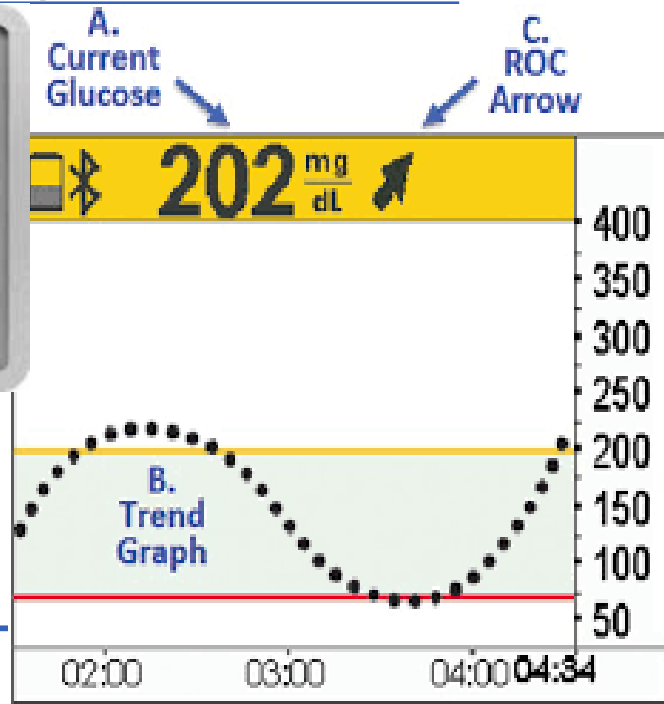 A.
Current
Glucose
C.
ROC
Arrow
202 mg/dL
400
350
300
250
200
150
100
50
B.
Trend
Graph
02:00 03:00 04:00 04:34